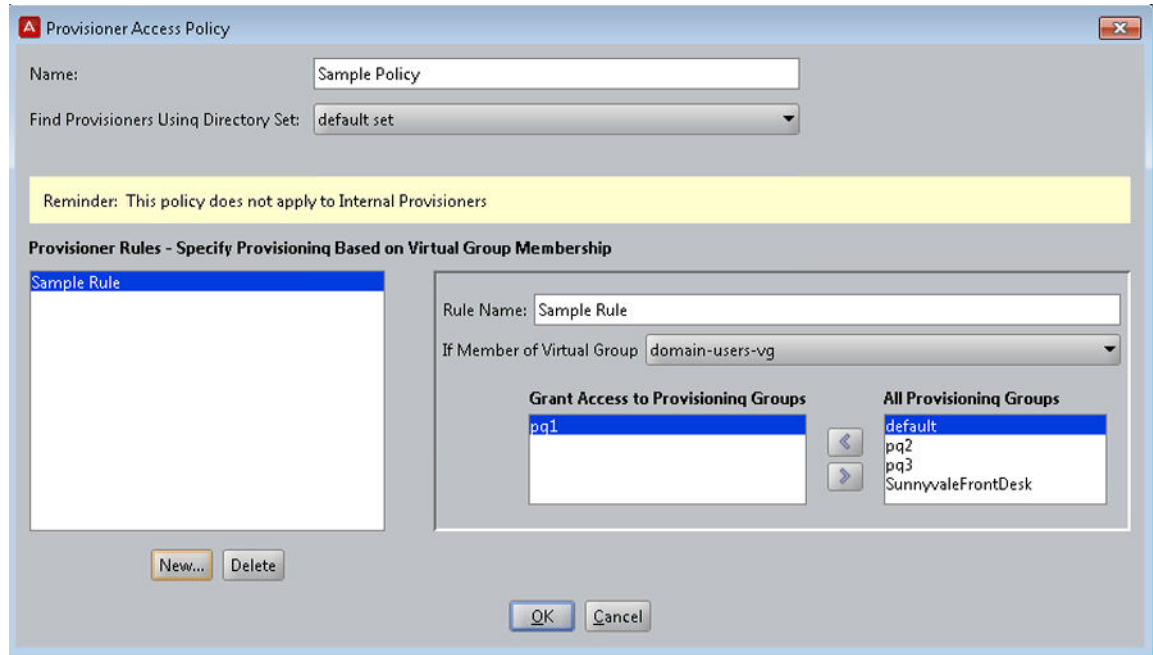 Provisioner Access Policy
Name: Sample Policy
Find Provisioners Using Directory Set: default set
Reminder: This policy does not apply to Internal Provisioners
Provisioner Rules - Specify Provisioning Based on Virtual Group Membership
Sample Rule
Rule Name: Sample Rule
If Member of Virtual Group domain-users-vg
Grant Access to Provisioning Groups
pg1
All Provisioning Groups
default
pg2
pg3
SunnyvaleFrontDesk
New... Delete
OK Cancel